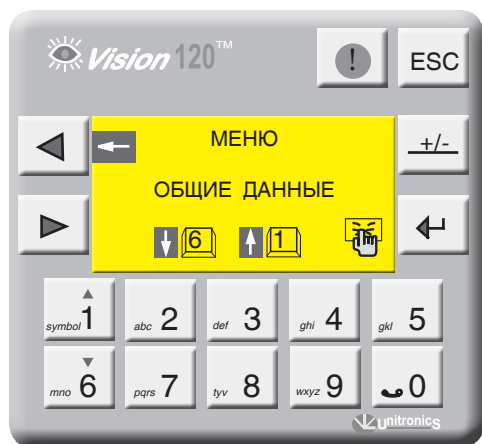 Vision 120™
! ESC
+/-
МЕНЮ
ОБЩИЕ ДАННЫЕ
6 1
symbol 1 abc 2 def 3 ghi 4 gkl 5
mno 6 pqrs 7 tyv 8 wxyz 9 0
unitronics